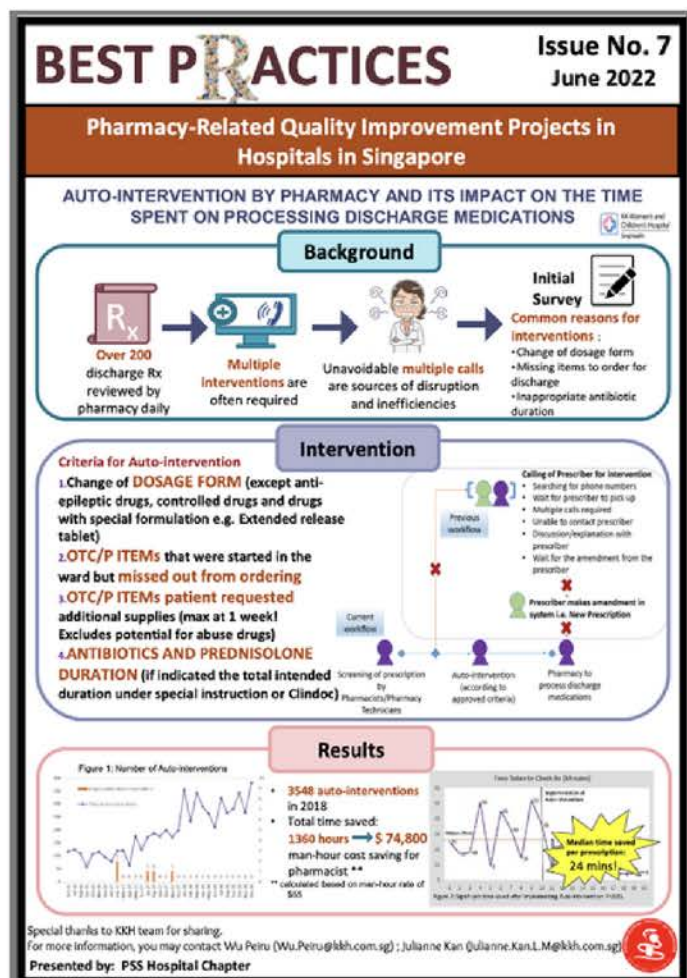 BEST PRACTICES
Issue No. 7
June 2022
Pharmacy-Related Quality Improvement Projects in
Hospitals in Singapore
AUTO-INTERVENTION BY PHARMACY AND ITS IMPACT ON THE TIME
SPENT ON PROCESSING DISCHARGE MEDICATIONS
KK Women's and
Children's Hospital
SingHealth
Background
Rx
Over 200
discharge Rx
reviewed by
pharmacy daily
Multiple
interventions are
often required
Unavoidable multiple calls
are sources of disruption
and inefficiencies
Initial
Survey
Common reasons for
interventions :
•Change of dosage form
•Missing items to order for
discharge
•Inappropriate antibiotic
duration
Intervention
Criteria for Auto-intervention
1.Change of DOSAGE FORM (except anti-
epileptic drugs, controlled drugs and drugs
with special formulation e.g. Extended release
tablet)
2.OTC/P ITEMs that were started in the
ward but missed out from ordering
3.OTC/P ITEMs patient requested
additional supplies (max at 1 week!
Excludes potential for abuse drugs)
4.ANTIBIOTICS AND PREDNISOLONE
DURATION (if indicated the total intended
duration under special instruction or Clindoc)
Calling of Prescriber for Intervention
• Searching for phone numbers
• Wait for prescriber to pick up
• Multiple calls required
• Unable to contact prescriber
• Discussion/explanation with
prescriber
• Wait for the amendment from the
prescriber
Previous
workflow
Prescriber makes amendment in
system i.e. New Prescription
Current
workflow
Screening of prescription
by
Pharmacists/Pharmacy
Technicians
Auto-intervention
(according to
approved criteria)
Pharmacy to
process discharge
medications
Results
Figure 1: Number of Auto-Interventions
• 3548 auto-interventions
in 2018
• Total time saved:
1360 hours → $ 74,800
man-hour cost saving for
pharmacist **
** calculated based on man-hour rate of
$55
Time Taken to Check Rx (Minutes)
Median time saved
per prescription:
24 mins!
Special thanks to KKH team for sharing.
For more information, you may contact Wu Peiru (Wu.Peiru@kkh.com.sg) ; Julianne Kan (Julianne.Kan.L.M@kkh.com.sg)
Presented by: PSS Hospital Chapter